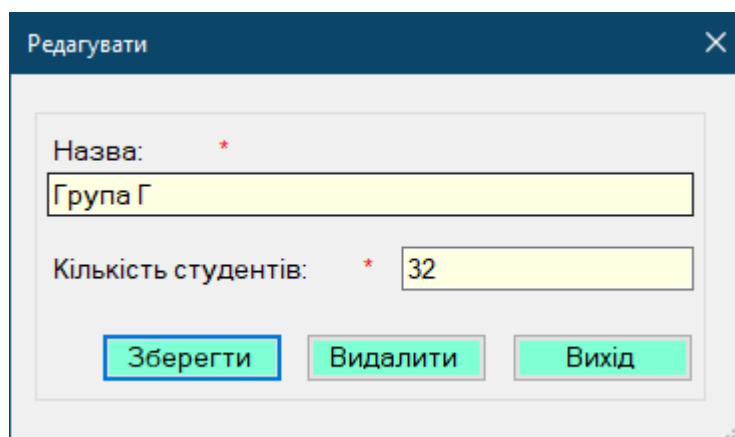 Редагувати
Назва: *
Група Г
Кількість студентів: * 32
Зберегти Видалити Вихід